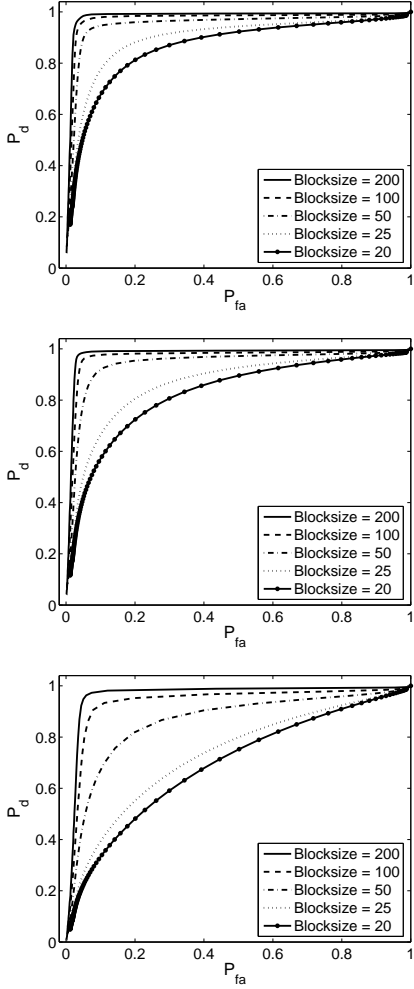 1
0.8
0.6
0.4
0.2
0
P_d
0 0.2 0.4 0.6 0.8 1
P_fa
Blocksize = 200
Blocksize = 100
Blocksize = 50
Blocksize = 25
Blocksize = 20
1
0.8
0.6
0.4
0.2
0
P_d
0 0.2 0.4 0.6 0.8 1
P_fa
Blocksize = 200
Blocksize = 100
Blocksize = 50
Blocksize = 25
Blocksize = 20
1
0.8
0.6
0.4
0.2
0
P_d
0 0.2 0.4 0.6 0.8 1
P_fa
Blocksize = 200
Blocksize = 100
Blocksize = 50
Blocksize = 25
Blocksize = 20